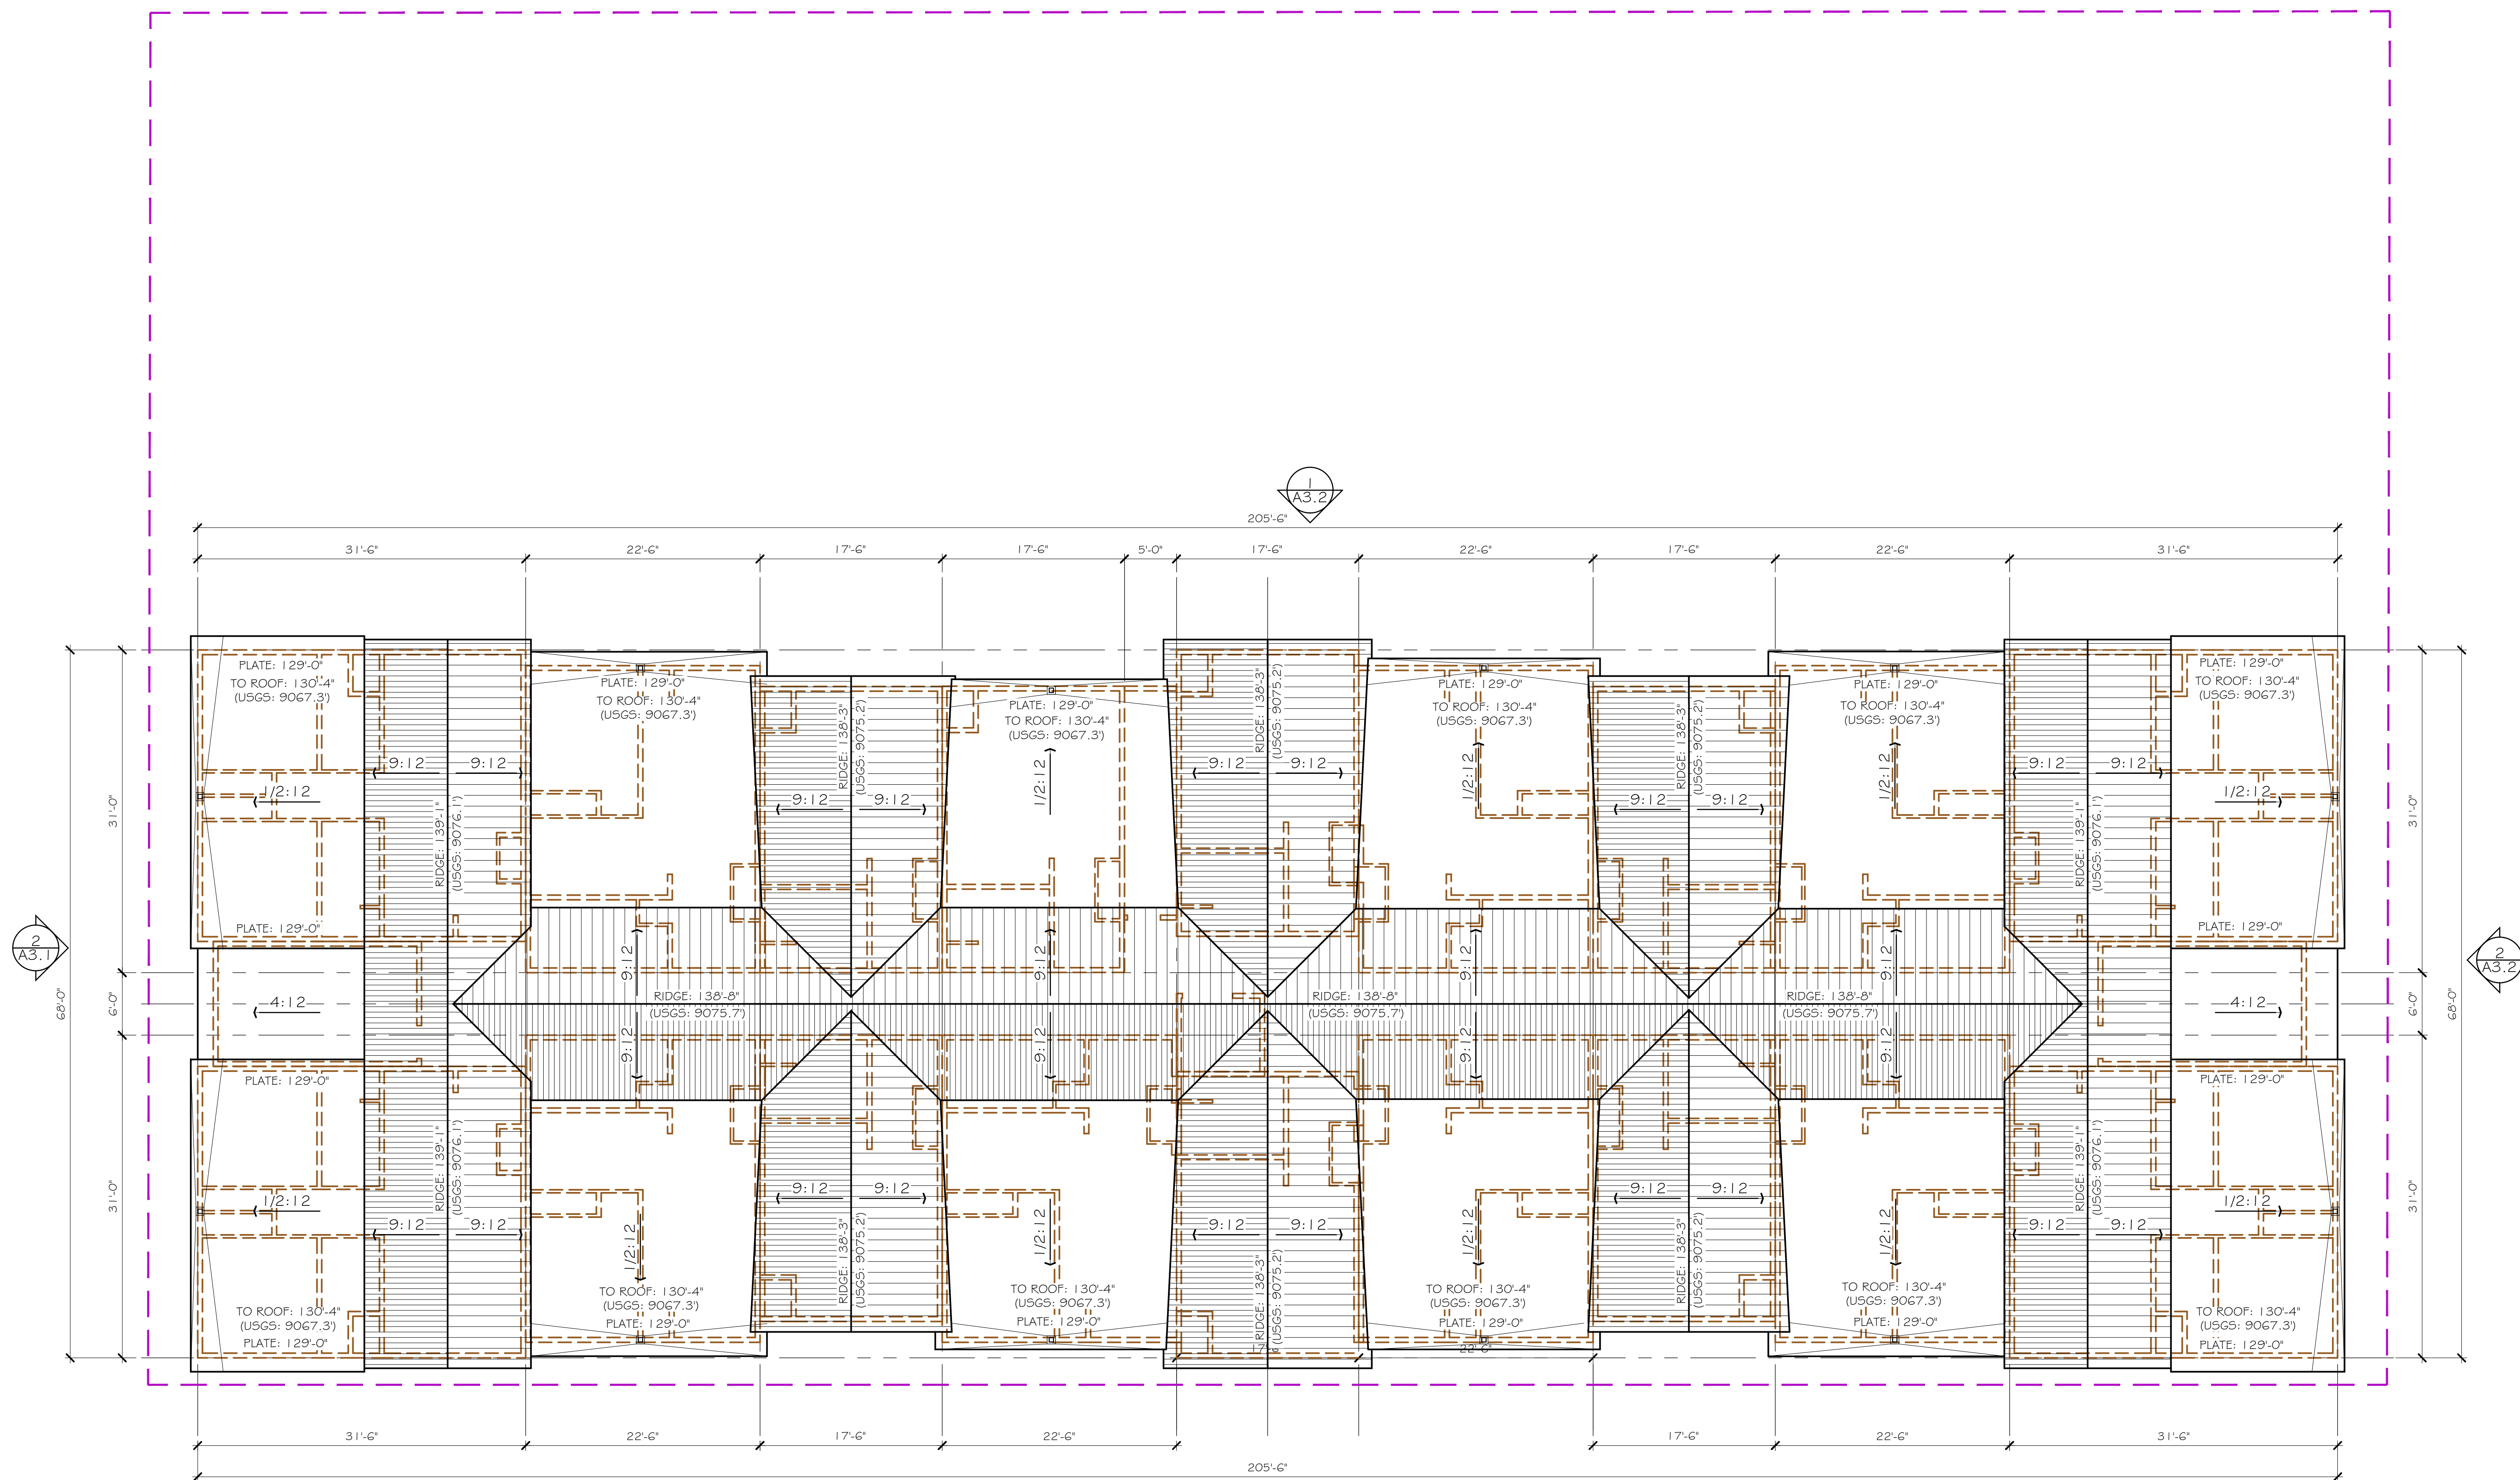 1
A3.2
205'-6"
31'-6"
22'-6"
17'-6"
17'-6"
5'-0"
17'-6"
22'-6"
17'-6"
22'-6"
31'-6"
PLATE: 129'-0"
TO ROOF: 130'-4"
(USGS: 9067.3')
PLATE: 129'-0"
TO ROOF: 130'-4"
(USGS: 9067.3')
PLATE: 129'-0"
TO ROOF: 130'-4"
(USGS: 9067.3')
PLATE: 129'-0"
TO ROOF: 130'-4"
(USGS: 9067.3')
PLATE: 129'-0"
TO ROOF: 130'-4"
(USGS: 9067.3')
PLATE: 129'-0"
TO ROOF: 130'-4"
(USGS: 9067.3')
RIDGE: 138'-3"
(USGS: 9075.2')
RIDGE: 138'-3"
(USGS: 9075.2')
RIDGE: 138'-3"
(USGS: 9075.2')
9:12
9:12
1/2:12
9:12
9:12
1/2:12
9:12
9:12
1/2:12
9:12
9:12
1/2:12
9:12
9:12
1/2:12
31'-0"
RIDGE: 139'-1"
(USGS: 9076.1')
RIDGE: 139'-1"
(USGS: 9076.1')
31'-0"
PLATE: 129'-0"
PLATE: 129'-0"
2
A3.1
2
A3.2
9:12
9:12
9:12
9:12
68'-0"
6'-0"
4:12
RIDGE: 138'-8"
(USGS: 9075.7')
RIDGE: 138'-8"
(USGS: 9075.7')
RIDGE: 138'-8"
(USGS: 9075.7')
4:12
6'-0"
68'-0"
9:12
9:12
9:12
9:12
PLATE: 129'-0"
PLATE: 129'-0"
31'-0"
RIDGE: 139'-1"
(USGS: 9076.1')
RIDGE: 139'-1"
(USGS: 9076.1')
31'-0"
1/2:12
9:12
9:12
1/2:12
9:12
9:12
1/2:12
9:12
9:12
1/2:12
9:12
9:12
1/2:12
9:12
9:12
1/2:12
RIDGE: 138'-3"
(USGS: 9075.2')
RIDGE: 138'-3"
(USGS: 9075.2')
RIDGE: 138'-3"
(USGS: 9075.2')
TO ROOF: 130'-4"
(USGS: 9067.3')
PLATE: 129'-0"
TO ROOF: 130'-4"
(USGS: 9067.3')
PLATE: 129'-0"
TO ROOF: 130'-4"
(USGS: 9067.3')
PLATE: 129'-0"
TO ROOF: 130'-4"
(USGS: 9067.3')
PLATE: 129'-0"
TO ROOF: 130'-4"
(USGS: 9067.3')
PLATE: 129'-0"
TO ROOF: 130'-4"
(USGS: 9067.3')
PLATE: 129'-0"
17'-6"
22'-6"
31'-6"
22'-6"
17'-6"
22'-6"
17'-6"
22'-6"
31'-6"
205'-6"